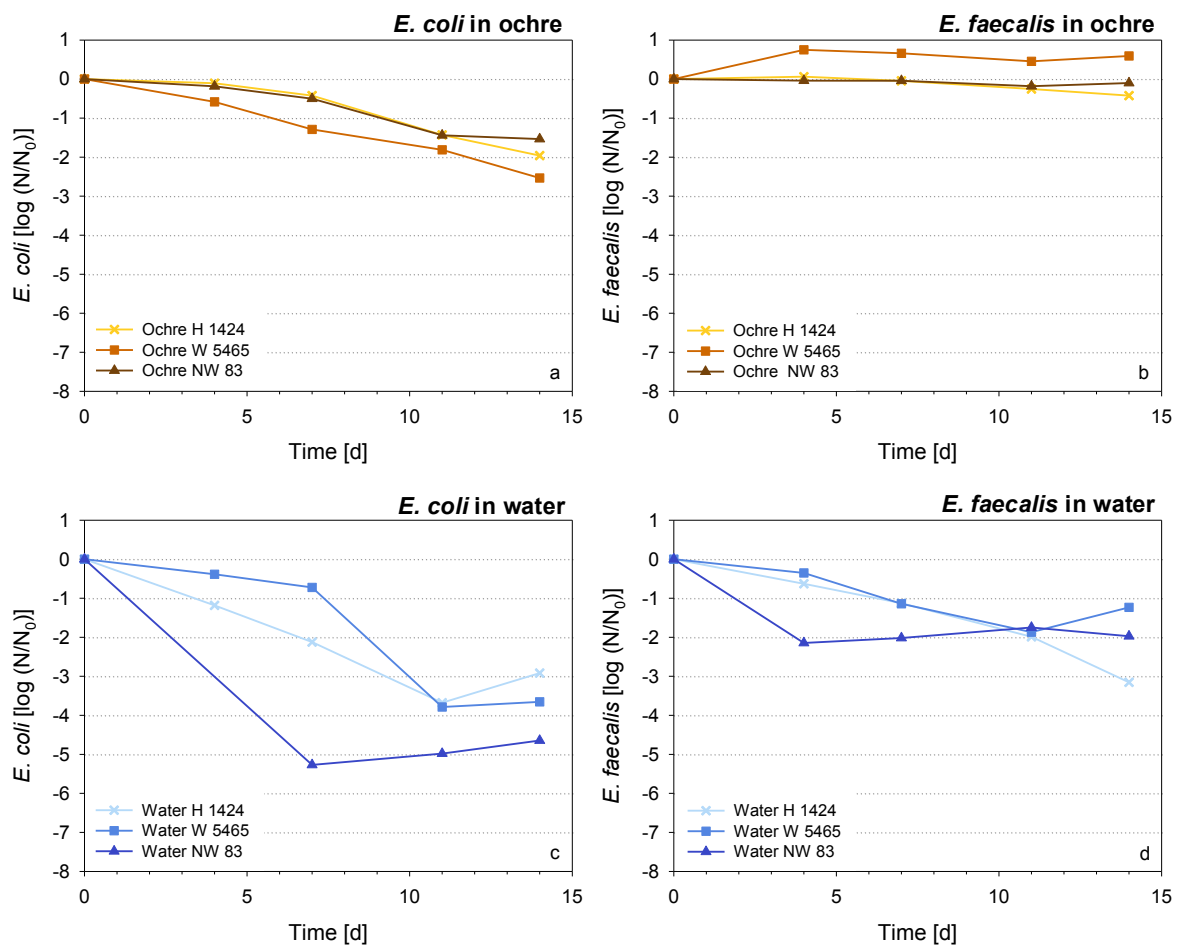 E. coli in ochre
1
0
-1
-2
-3
-4
-5
-6
-7
-8
E. coli [log (N/N0)]
Ochre H 1424
Ochre W 5465
Ochre NW 83
a
0 5 10 15
Time [d]
E. faecalis in ochre
1
0
-1
-2
-3
-4
-5
-6
-7
-8
E. faecalis [log (N/N0)]
Ochre H 1424
Ochre W 5465
Ochre NW 83
b
0 5 10 15
Time [d]
E. coli in water
1
0
-1
-2
-3
-4
-5
-6
-7
-8
E. coli [log (N/N0)]
Water H 1424
Water W 5465
Water NW 83
c
0 5 10 15
Time [d]
E. faecalis in water
1
0
-1
-2
-3
-4
-5
-6
-7
-8
E. faecalis [log (N/N0)]
Water H 1424
Water W 5465
Water NW 83
d
0 5 10 15
Time [d]